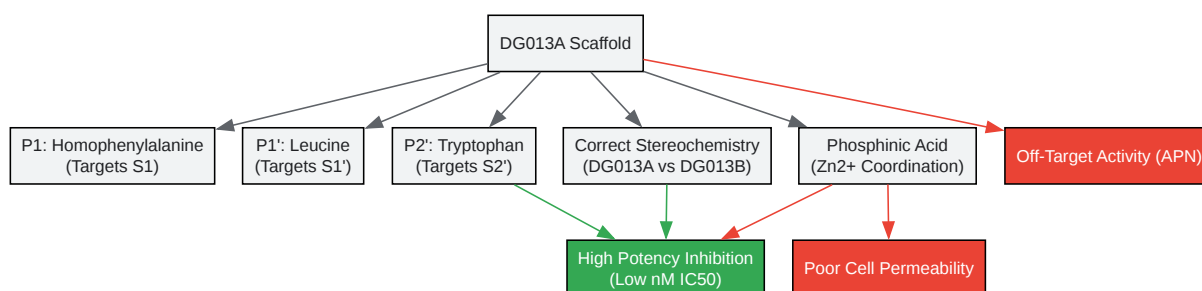 DG013A Scaffold
P1: Homophenylalanine
(Targets S1)
P1': Leucine
(Targets S1')
P2': Tryptophan
(Targets S2')
Correct Stereochemistry
(DG013A vs DG013B)
Phosphinic Acid
(Zn2+ Coordination)
Off-Target Activity (APN)
High Potency Inhibition
(Low nM IC50)
Poor Cell Permeability